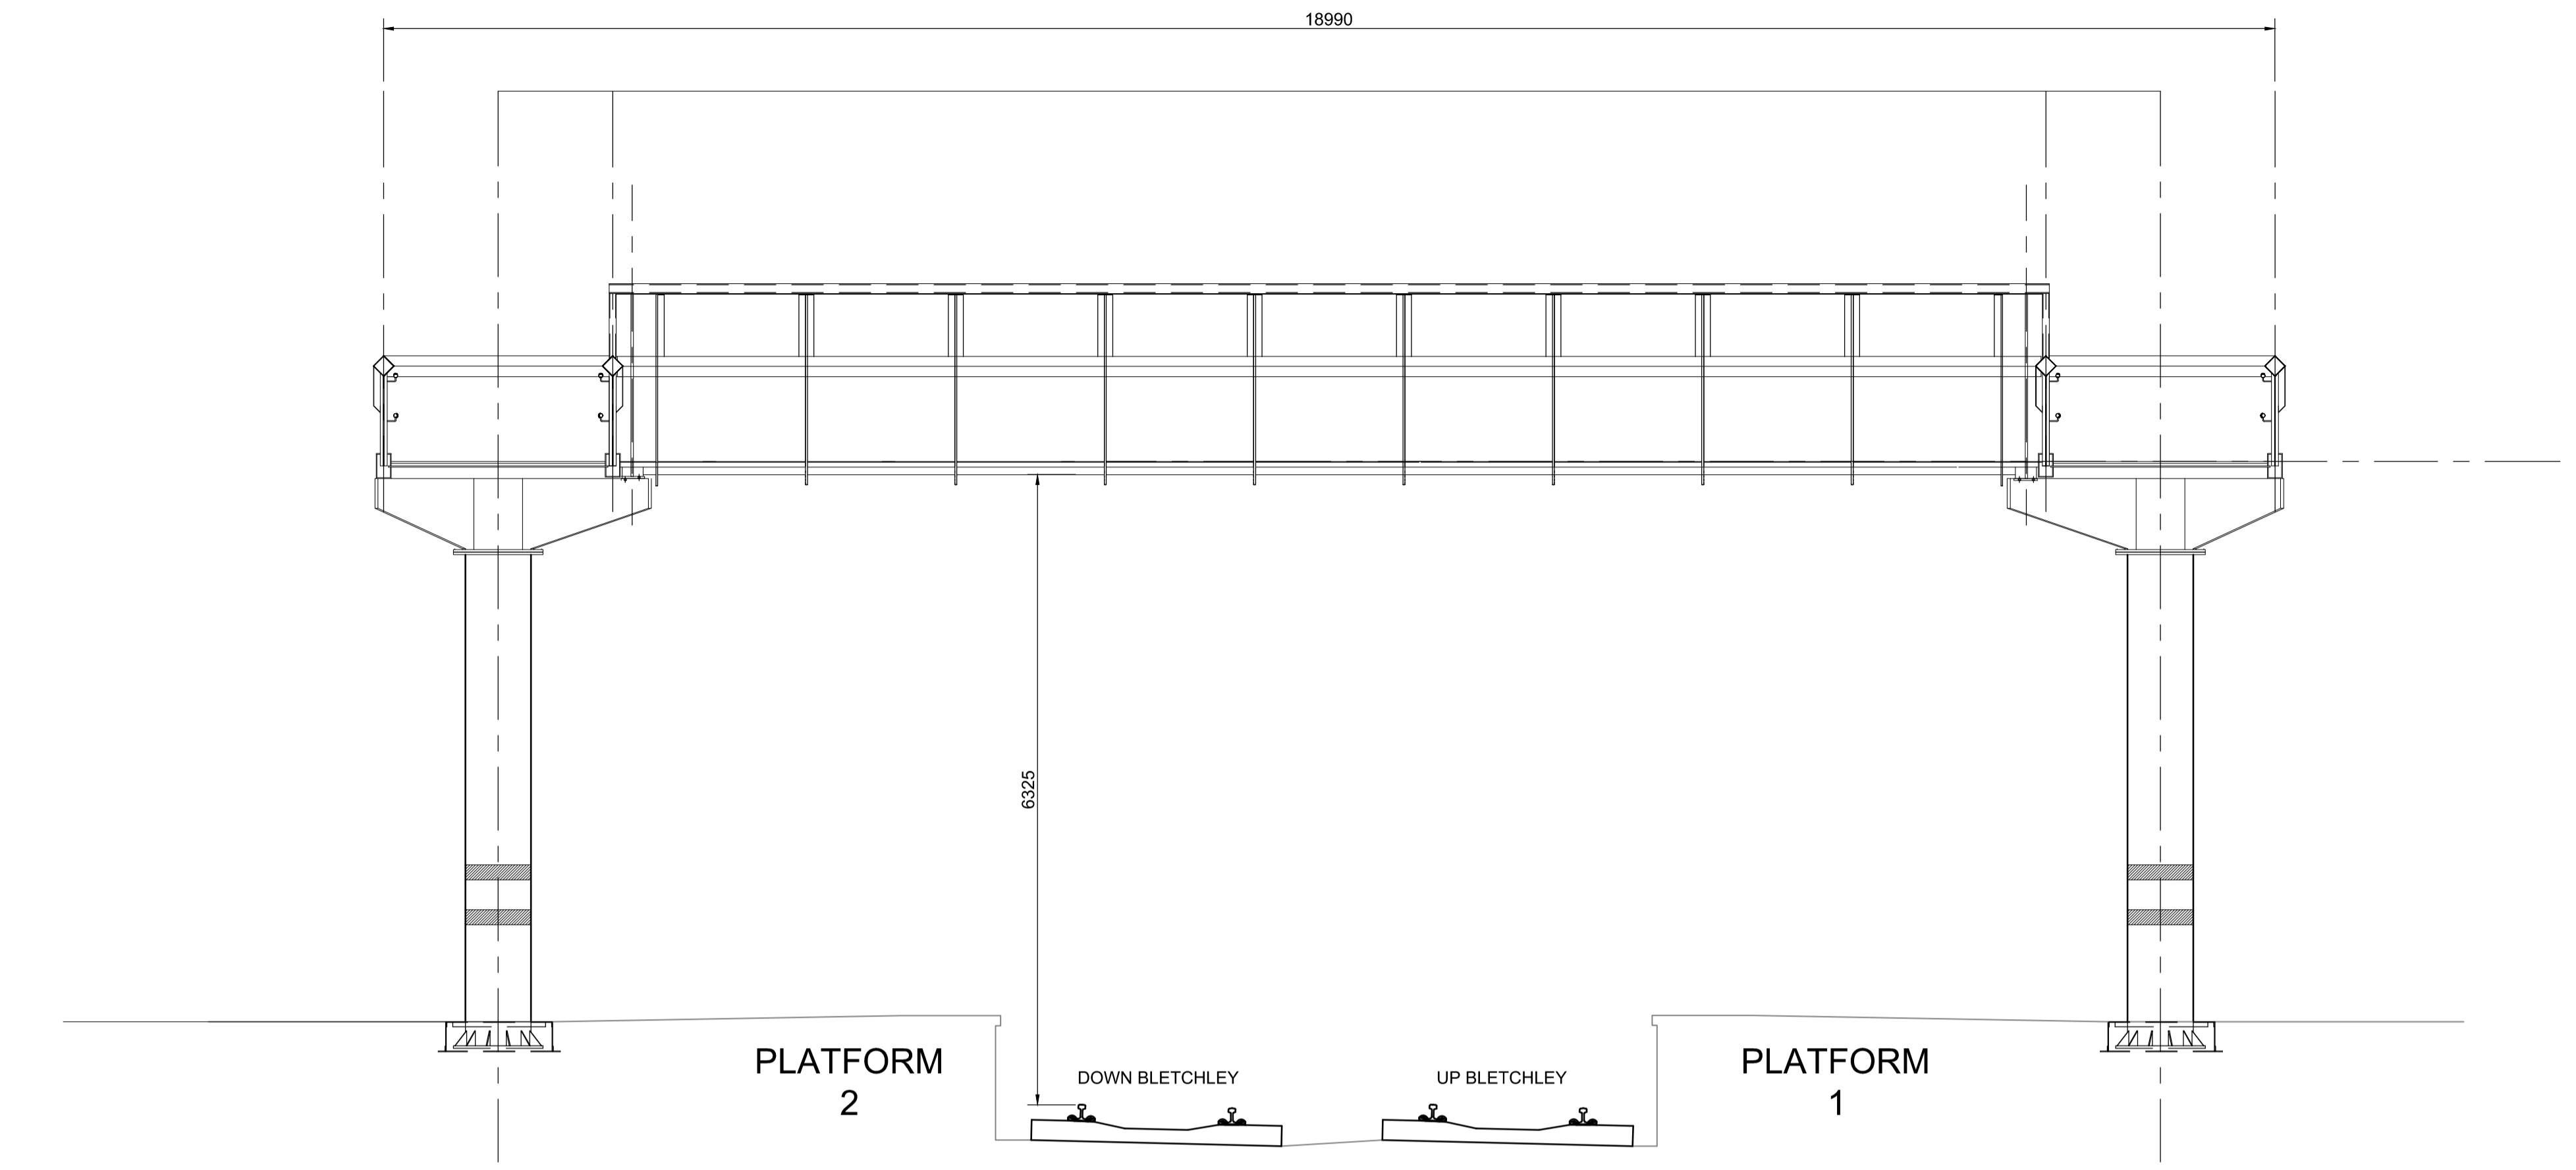 18990
6325
DOWN BLETCHLEY
UP BLETCHLEY
PLATFORM
2
PLATFORM
1